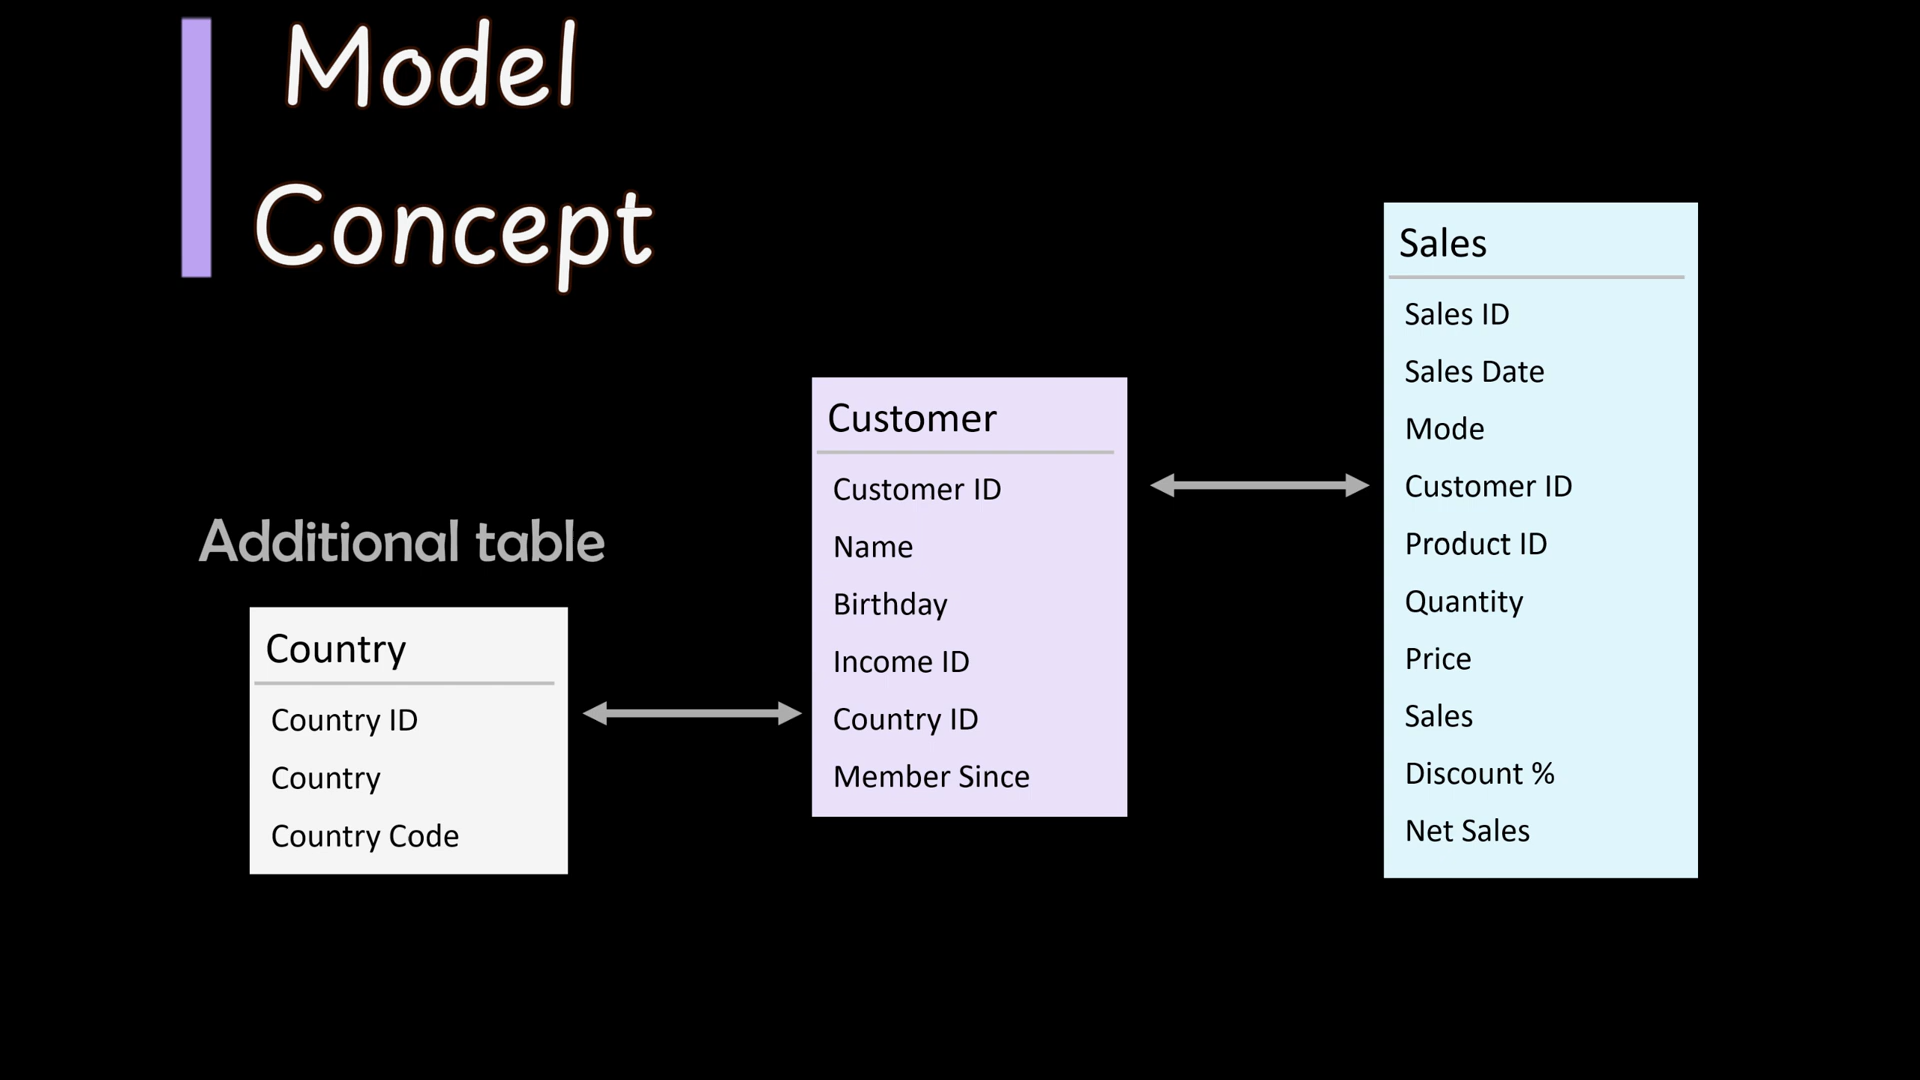 Model
Concept
Additional table
Country
Country ID
Country
Country Code
Customer
Customer ID
Name
Birthday
Income ID
Country ID
Member Since
Sales
Sales ID
Sales Date
Mode
Customer ID
Product ID
Quantity
Price
Sales
Discount %
Net Sales